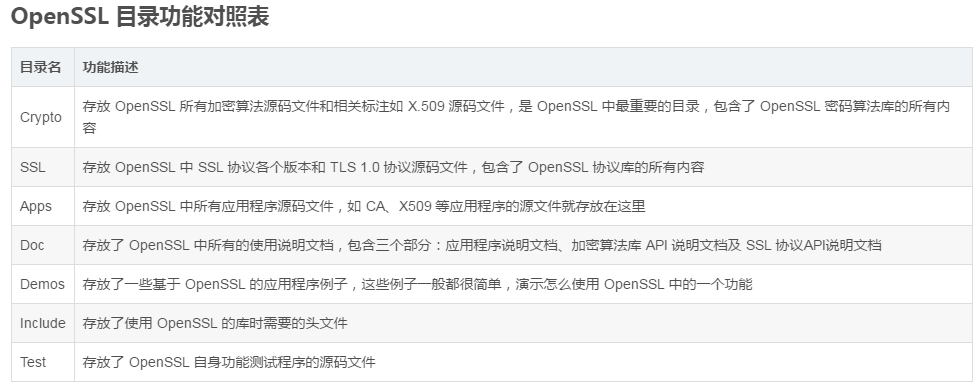 OpenSSL 目录功能对照表
目录名 功能描述
Crypto 存放 OpenSSL 所有加密算法源码文件和相关标注如 X.509 源码文件，是 OpenSSL 中最重要的目录，包含了 OpenSSL 密码算法库的所有内
容
SSL 存放 OpenSSL 中 SSL 协议各个版本和 TLS 1.0 协议源码文件，包含了 OpenSSL 协议库的所有内容
Apps 存放 OpenSSL 中所有应用程序源码文件，如 CA、X509 等应用程序的源文件就存放在这里
Doc 存放了 OpenSSL 中所有的使用说明文档，包含三个部分：应用程序说明文档、加密算法库 API 说明文档及 SSL 协议API说明文档
Demos 存放了一些基于 OpenSSL 的应用程序例子，这些例子一般都很简单，演示怎么使用 OpenSSL 中的一个功能
Include 存放了使用 OpenSSL 的库时需要的头文件
Test 存放了 OpenSSL 自身功能测试程序的源码文件